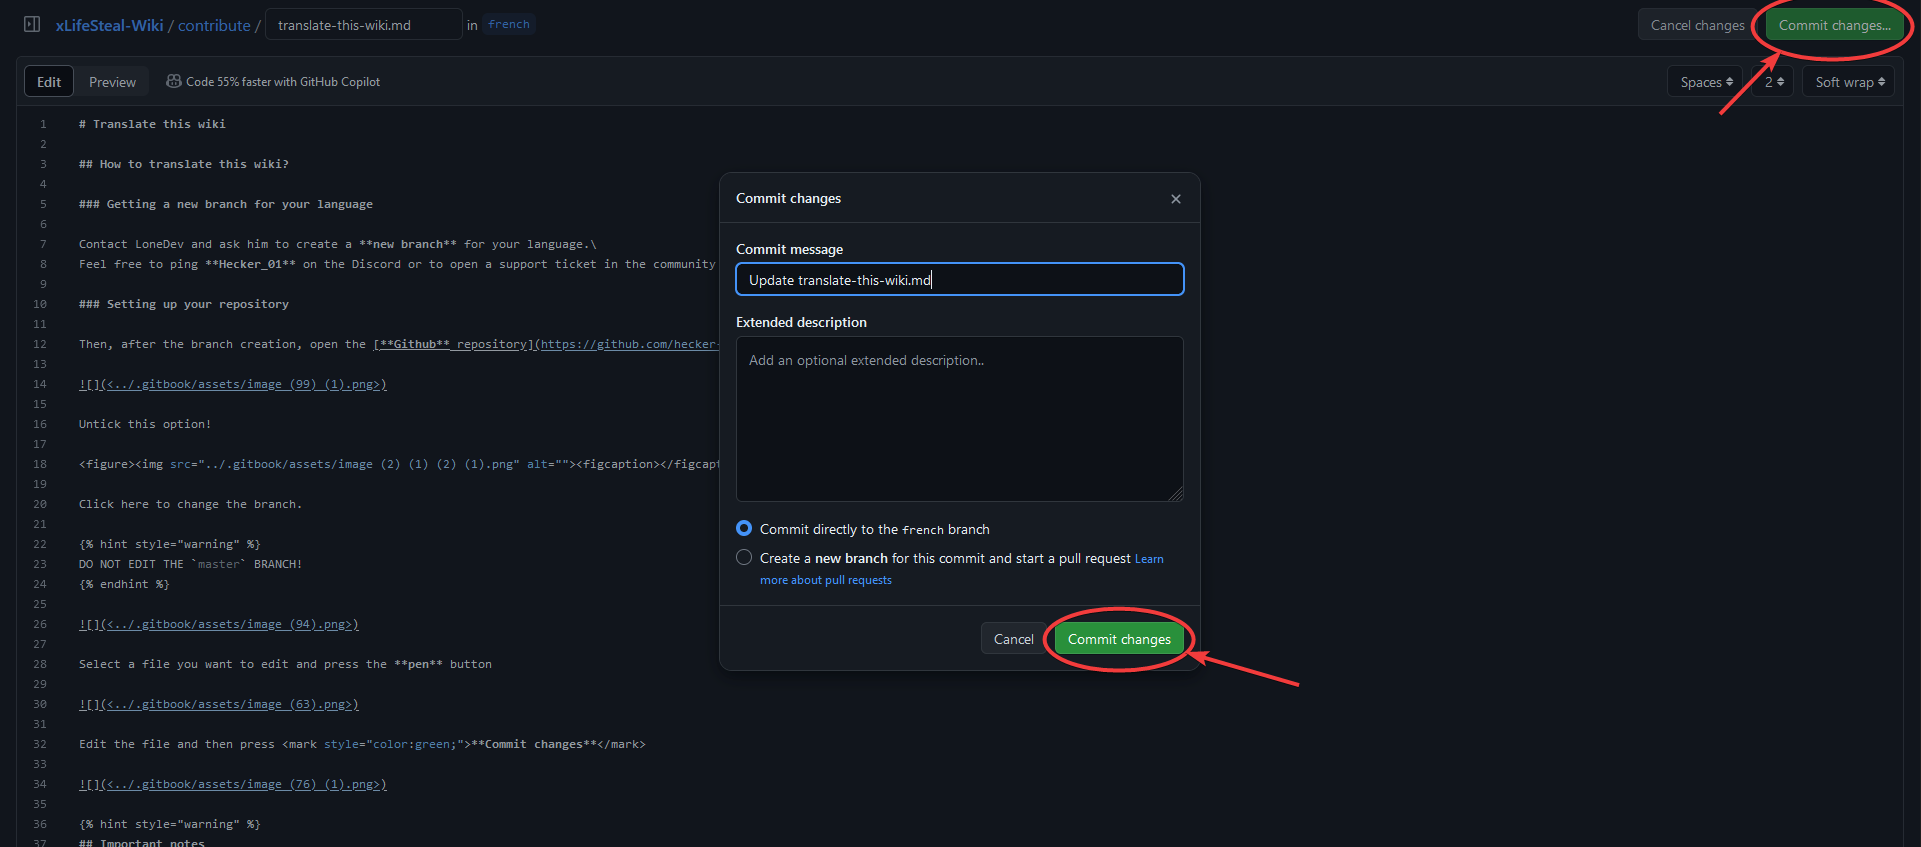 xLifeSteal-Wiki / contribute / translate-this-wiki.md in french
Cancel changes
Commit changes...
Edit
Preview
Code 55% faster with GitHub Copilot
Spaces
2
Soft wrap
1 # Translate this wiki
2
3 ## How to translate this wiki?
4
5 ### Getting a new branch for your language
6
7 Contact LoneDev and ask him to create a **new branch** for your language.\
8 Feel free to ping **Hecker_01** on the Discord or to open a support ticket in the community
9
10 ### Setting up your repository
11
12 Then, after the branch creation, open the [**Github** repository](https://github.com/hecker-
13
14 ![](<../.gitbook/assets/image (99) (1).png>)
15
16 Untick this option!
17
18 <figure><img src="../.gitbook/assets/image (2) (1) (2) (1).png" alt=""><figcaption></figcapt
19
20 Click here to change the branch.
21
22 {% hint style="warning" %}
23 DO NOT EDIT THE `master` BRANCH!
24 {% endhint %}
25
26 ![](<../.gitbook/assets/image (94).png>)
27
28 Select a file you want to edit and press the **pen** button
29
30 ![](<../.gitbook/assets/image (63).png>)
31
32 Edit the file and then press <mark style="color:green;">**Commit changes**</mark>
33
34 ![](<../.gitbook/assets/image (76) (1).png>)
35
36 {% hint style="warning" %}
37 ## Important notes
Commit changes
Commit message
Update translate-this-wiki.md
Extended description
Add an optional extended description..
Commit directly to the french branch
Create a new branch for this commit and start a pull request Learn
more about pull requests
Cancel
Commit changes